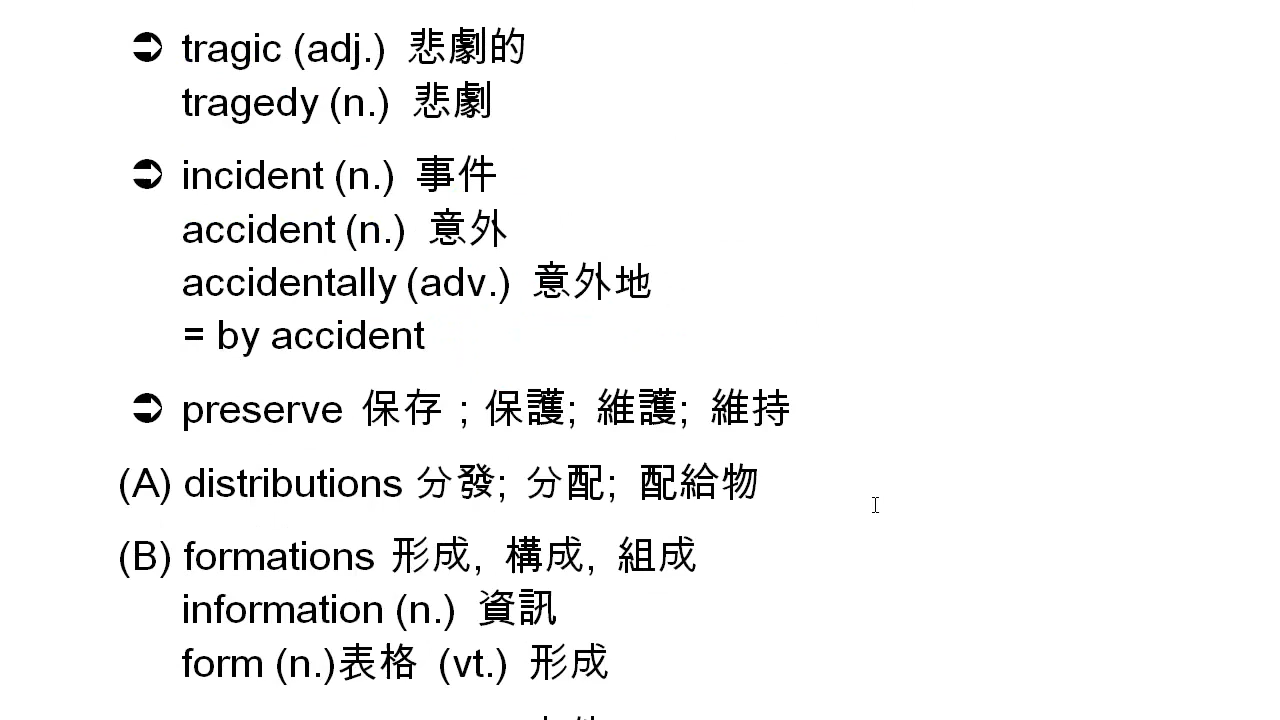 ➲ tragic (adj.) 悲劇的
tragedy (n.) 悲劇
➲ incident (n.) 事件
accident (n.) 意外
accidentally (adv.) 意外地
= by accident
➲ preserve 保存 ; 保護; 維護; 維持
(A) distributions 分發; 分配; 配給物
(B) formations 形成, 構成, 組成
information (n.) 資訊
form (n.)表格 (vt.) 形成